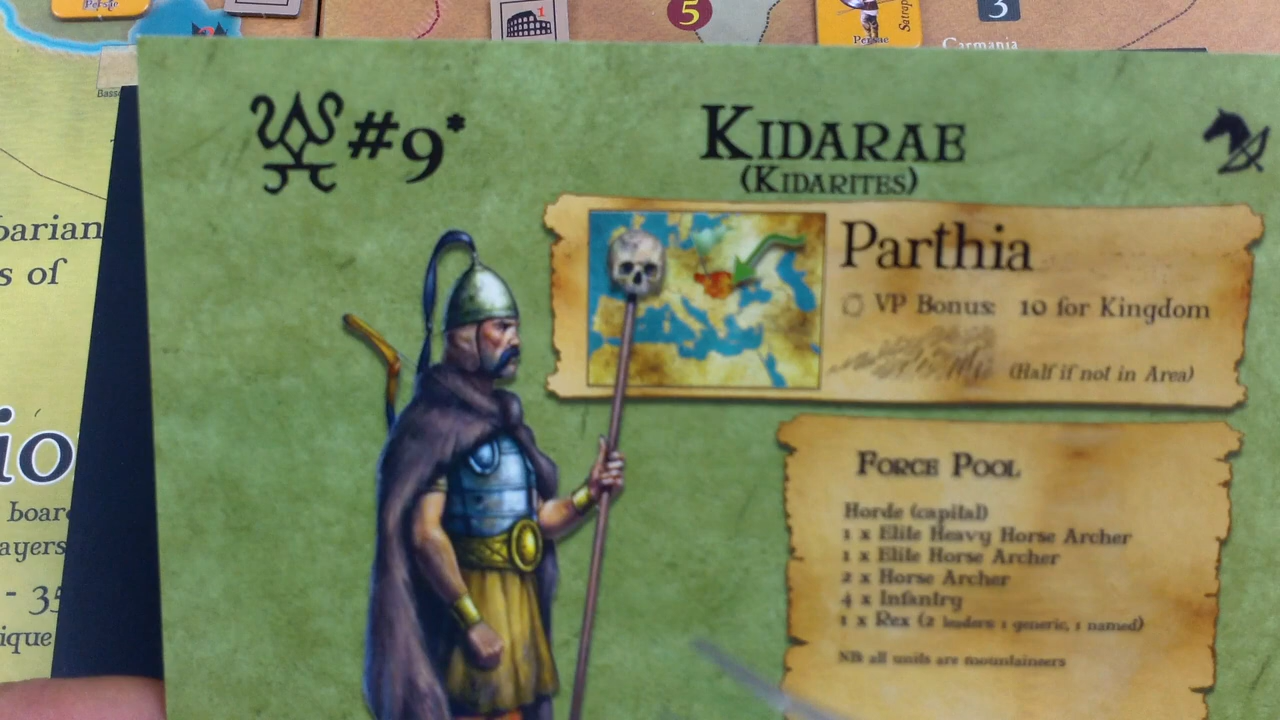 Persae
1
5
Persae
Satrap
3
Carmania
Bass
barian
s of
io
boar
ayers
- 35
ique
#9*
KIDARAE
(KIDARITES)
Parthia
VP Bonus: 10 for Kingdom
(Half if not in Area)
FORCE POOL
Horde (capital)
1 x Elite Heavy Horse Archer
1 x Elite Horse Archer
2 x Horse Archer
4 x Infantry
1 x Rex (2 leaders 1 generic, 1 named)
NB: all units are mountaineers